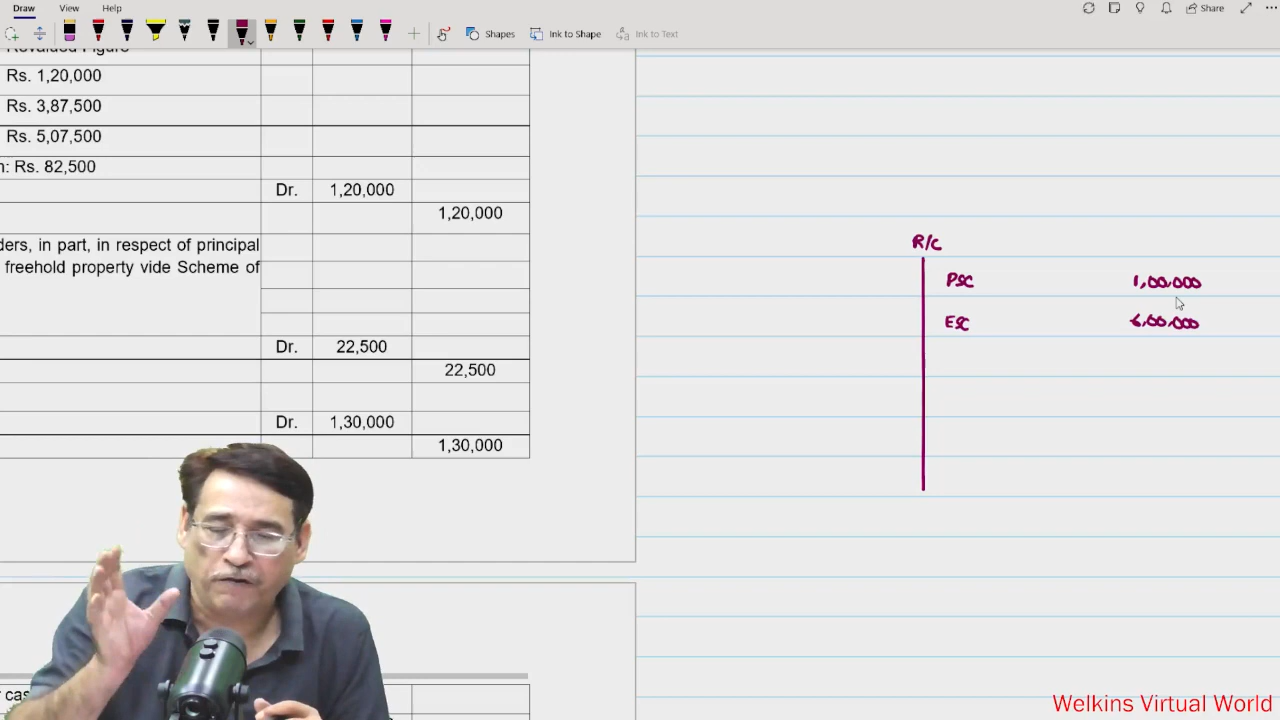 Draw View Help
Shapes Ink to Shape Ink to Text Share
Revalued Figure
Rs. 1,20,000
Rs. 3,87,500
Rs. 5,07,500
n: Rs. 82,500
Dr. 1,20,000
1,20,000
ders, in part, in respect of principal
freehold property vide Scheme of
Dr. 22,500
22,500
Dr. 1,30,000
1,30,000
r cas
R/C
PSC 1,00,000
ESC 6,00,000
Welkins Virtual World